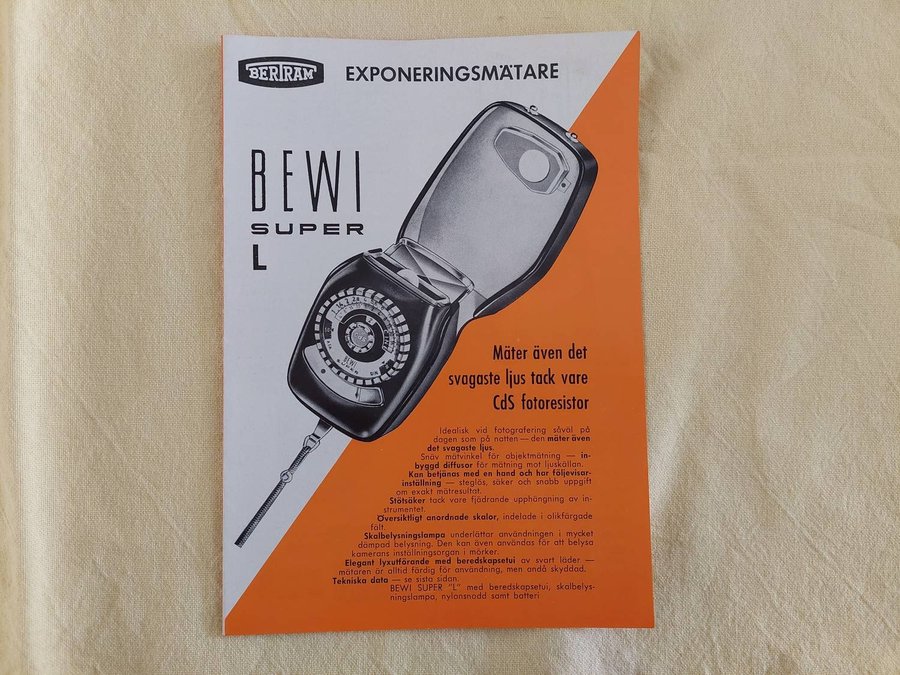 BERTRAM EXPONERINGSMÄTARE
BEWI
SUPER
L
BEWI
SUPER
Mäter även det
svagaste ljus tack vare
CdS fotoresistor
Idealisk vid fotografering såväl på
dagen som på natten — den mäter även
det svagaste ljus.
Snäv mätvinkel för objektmätning — in-
byggd diffusor för mätning mot ljuskällan.
Kan betjänas med en hand och har följevisar-
inställning — steglös, säker och snabb uppgift
om exakt mätresultat.
Stötsäker tack vare fjädrande upphängning av in-
strumentet.
Översiktligt anordnade skalor, indelade i olikfärgade
fält.
Skalbelysningslampa underlättar användningen i mycket
dämpad belysning. Den kan även användas för att belysa
kamerans inställningsorgan i mörker.
Elegant lyxutförande med beredskapsetui av svart läder —
mätaren är alltid färdig för användning, men ändå skyddad.
Tekniska data — se sista sidan.
BEWI SUPER "L" med beredskapsetui, skalbelys-
ningslampa, nylonsnodd samt batteri